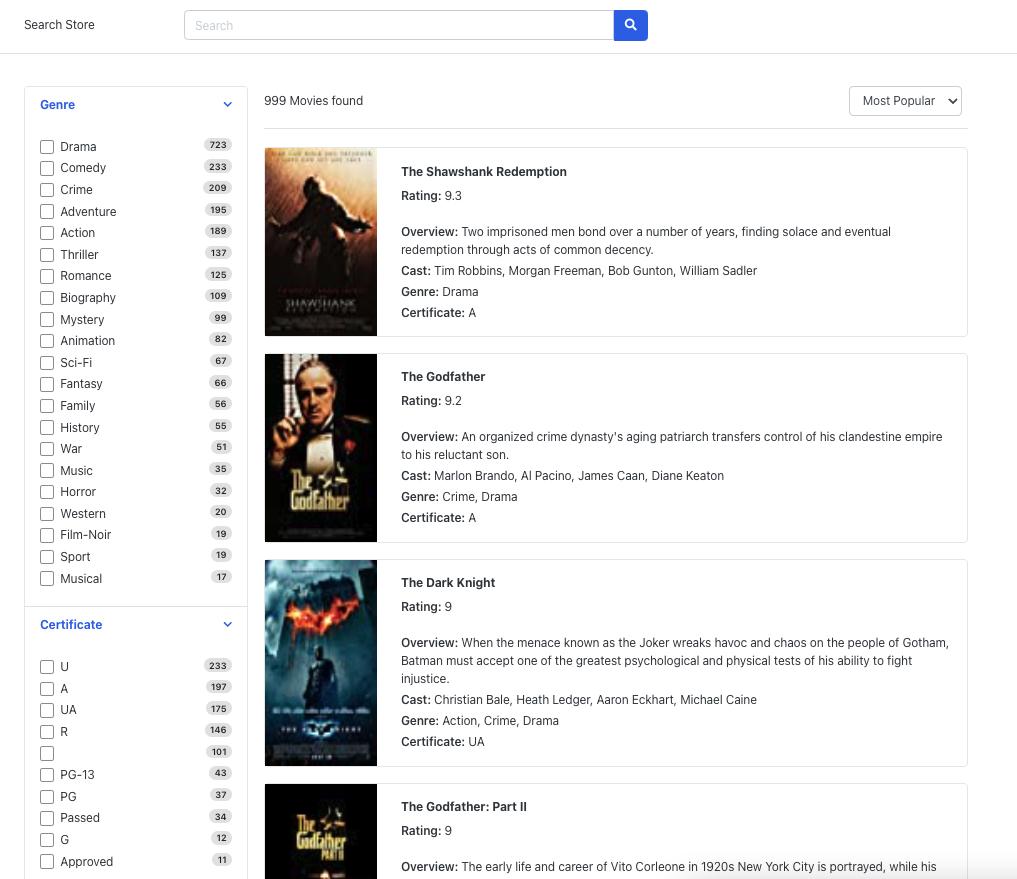 Search Store
Search
Genre
Drama 723
Comedy 233
Crime 209
Adventure 195
Action 189
Thriller 137
Romance 125
Biography 109
Mystery 99
Animation 82
Sci-Fi 67
Fantasy 66
Family 56
History 55
War 51
Music 35
Horror 32
Western 20
Film-Noir 19
Sport 19
Musical 17
Certificate
U 233
A 197
UA 175
R 146
101
PG-13 43
PG 37
Passed 34
G 12
Approved 11
999 Movies found
Most Popular
SHAWSHANK
REDEMPTION
The Shawshank Redemption
Rating: 9.3
Overview: Two imprisoned men bond over a number of years, finding solace and eventual
redemption through acts of common decency.
Cast: Tim Robbins, Morgan Freeman, Bob Gunton, William Sadler
Genre: Drama
Certificate: A
The
Godfather
The Godfather
Rating: 9.2
Overview: An organized crime dynasty's aging patriarch transfers control of his clandestine empire
to his reluctant son.
Cast: Marlon Brando, Al Pacino, James Caan, Diane Keaton
Genre: Crime, Drama
Certificate: A
The Dark Knight
Rating: 9
Overview: When the menace known as the Joker wreaks havoc and chaos on the people of Gotham,
Batman must accept one of the greatest psychological and physical tests of his ability to fight
injustice.
Cast: Christian Bale, Heath Ledger, Aaron Eckhart, Michael Caine
Genre: Action, Crime, Drama
Certificate: UA
The
Godfather
PART II
The Godfather: Part II
Rating: 9
Overview: The early life and career of Vito Corleone in 1920s New York City is portrayed, while his